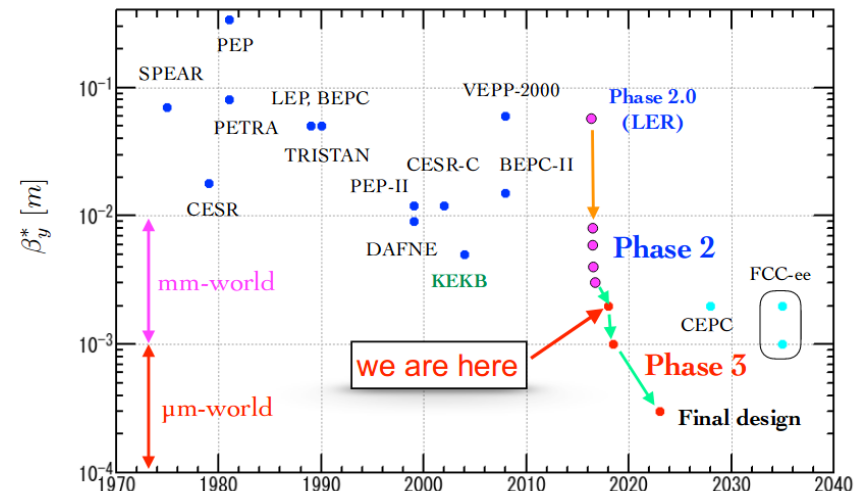 PEP
SPEAR
10⁻¹
LEP, BEPC
VEPP-2000
Phase 2.0
(LER)
PETRA
TRISTAN
CESR-C
BEPC-II
PEP-II
CESR
10⁻²
β*y [m]
DAFNE
Phase 2
mm-world
KEKB
FCC-ee
CEPC
10⁻³
we are here
Phase 3
µm-world
Final design
10⁻⁴
1970 1980 1990 2000 2010 2020 2030 2040